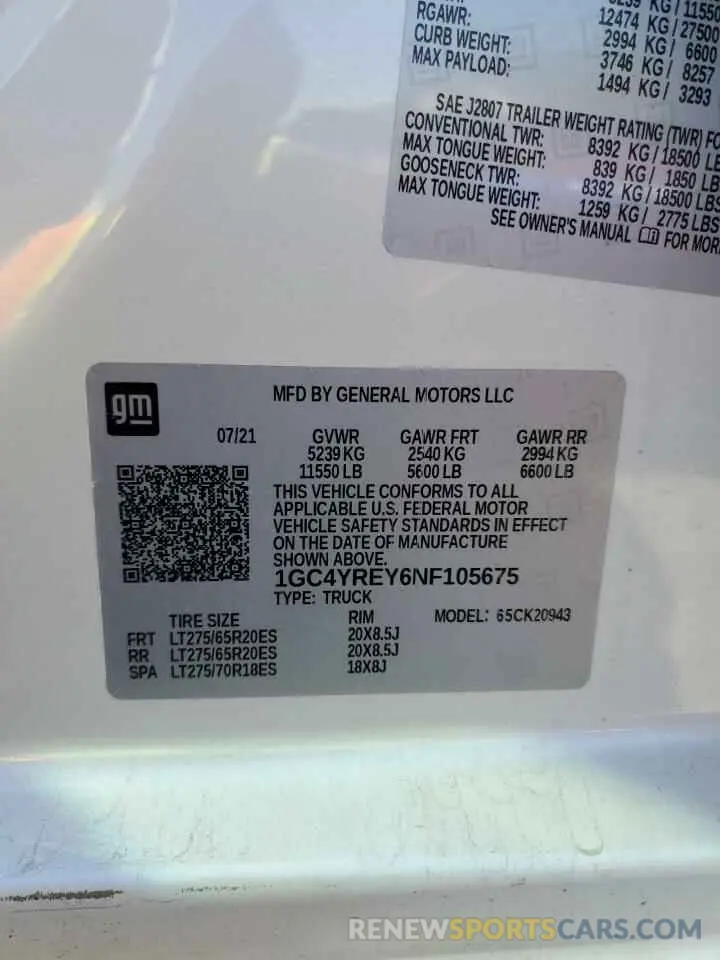 5239 KG/11550
RGAWR: 12474 KG/27500
CURB WEIGHT: 2994 KG/ 6600
MAX PAYLOAD: 3746 KG/ 8257
1494 KG/ 3293
SAE J2807 TRAILER WEIGHT RATING (TWR) FO
CONVENTIONAL TWR: 8392 KG/18500 LB
MAX TONGUE WEIGHT: 839 KG/ 1850 LBS
GOOSENECK TWR: 8392 KG/18500 LBS
MAX TONGUE WEIGHT: 1259 KG/ 2775 LBS
SEE OWNER'S MANUAL FOR MOR
gm
MFD BY GENERAL MOTORS LLC
07/21 GVWR GAWR FRT GAWR RR
5239 KG 2540 KG 2994 KG
11550 LB 5600 LB 6600 LB
THIS VEHICLE CONFORMS TO ALL
APPLICABLE U.S. FEDERAL MOTOR
VEHICLE SAFETY STANDARDS IN EFFECT
ON THE DATE OF MANUFACTURE
SHOWN ABOVE.
1GC4YREY6NF105675
TYPE: TRUCK MODEL: 65CK20943
TIRE SIZE RIM
FRT LT275/65R20ES 20X8.5J
RR LT275/65R20ES 20X8.5J
SPA LT275/70R18ES 18X8J
RENEWSPORTSCARS.COM